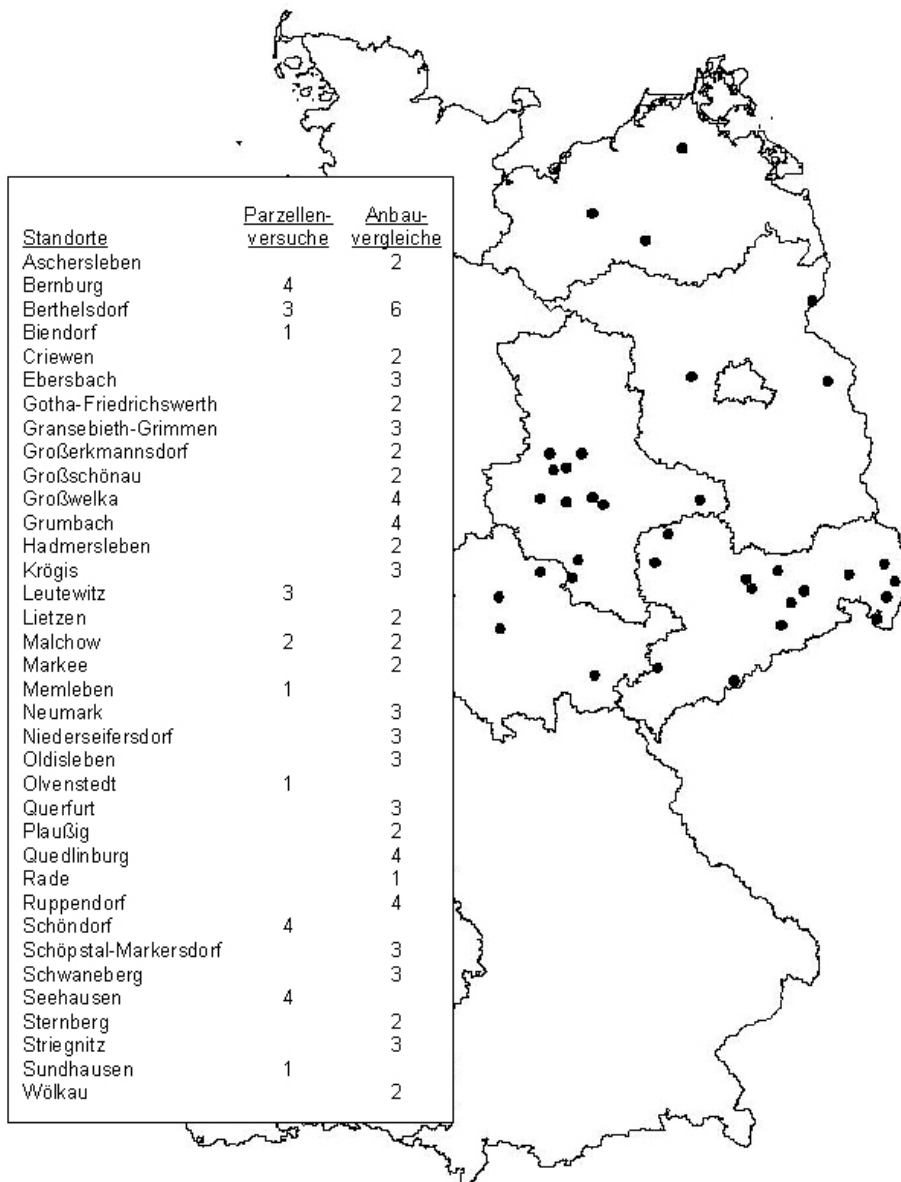 Parzellen- Anbau-
Standorte versuche vergleiche
Aschersleben 2
Bernburg 4
Berthelsdorf 3 6
Biendorf 1
Criewen 2
Ebersbach 3
Gotha-Friedrichswerth 2
Gransebieth-Grimmen 3
Großerkmannsdorf 2
Großschönau 2
Großwelka 4
Grumbach 4
Hadmersleben 2
Krögis 3
Leutewitz 3
Lietzen 2
Malchow 2 2
Markee 2
Memleben 1
Neumark 3
Niederseifersdorf 3
Oldisleben 3
Olvenstedt 1
Querfurt 3
Plaußig 2
Quedlinburg 4
Rade 1
Ruppendorf 4
Schöndorf 4
Schöpstal-Markersdorf 3
Schwaneberg 3
Seehausen 4
Sternberg 2
Striegnitz 3
Sundhausen 1
Wölkau 2